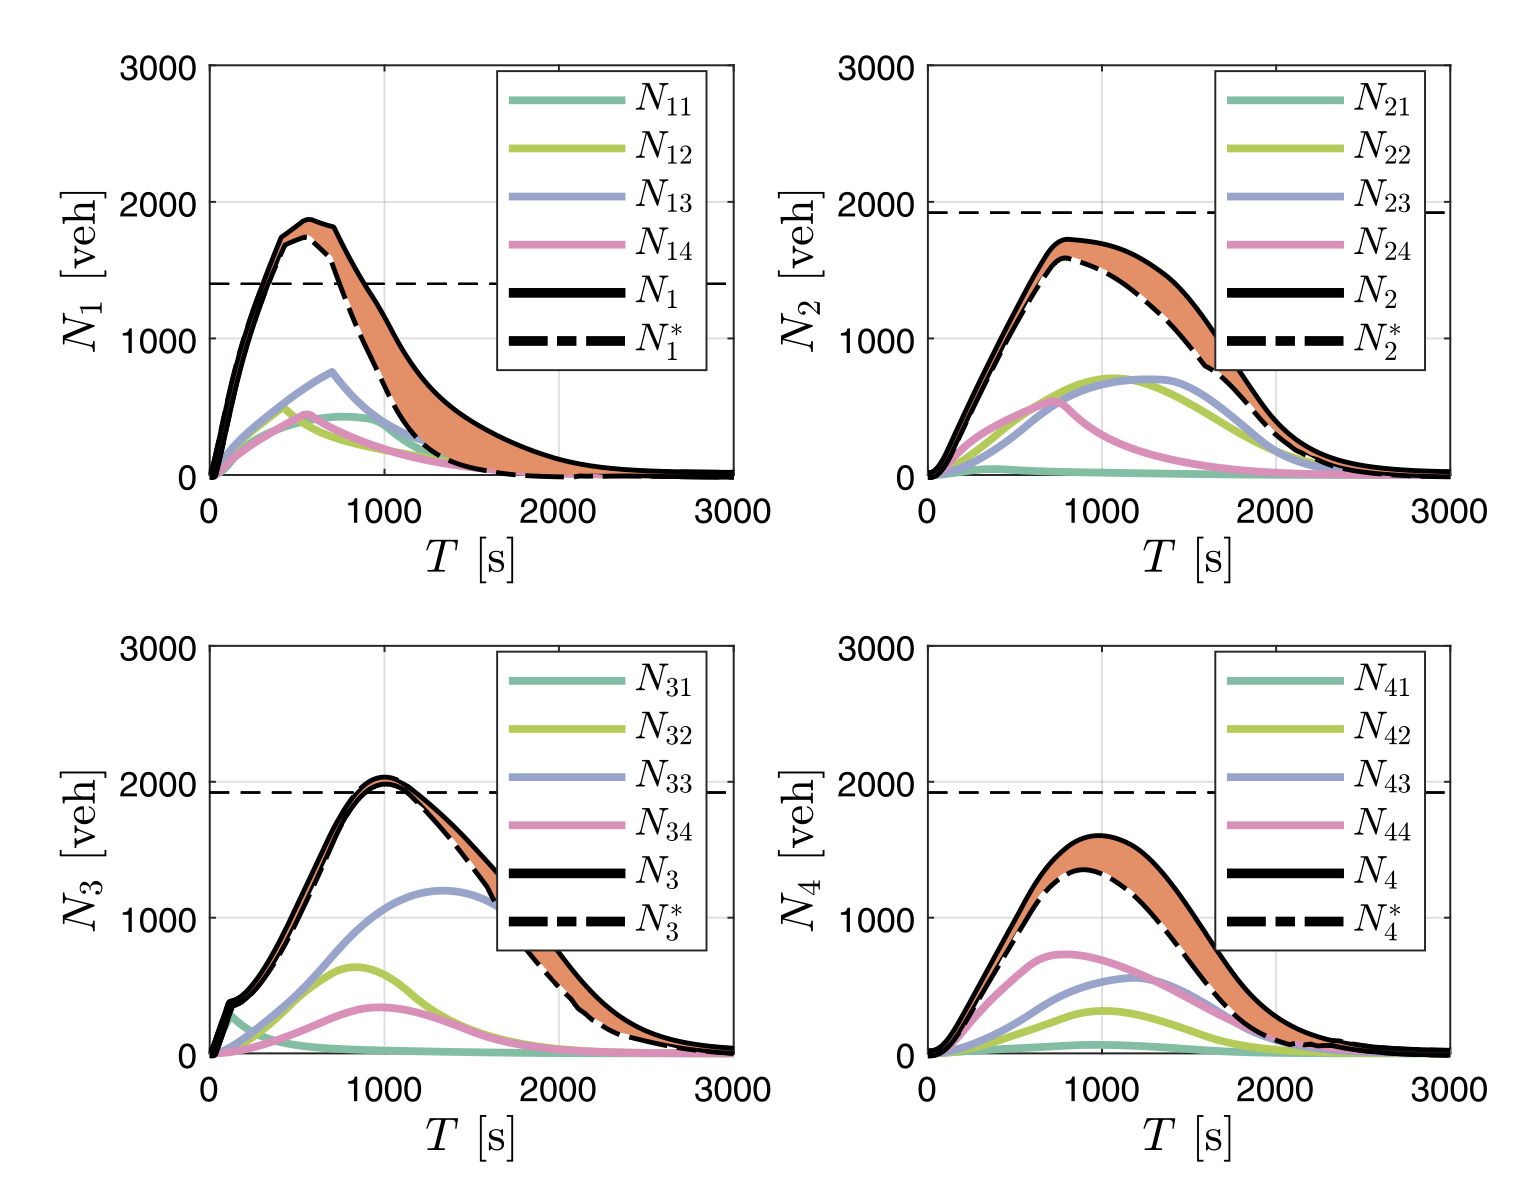 3000
2000
1000
0
0 1000 2000 3000
N₁ [veh]
T [s]
N₁₁
N₁₂
N₁₃
N₁₄
N₁
N₁*
3000
2000
1000
0
0 1000 2000 3000
N₂ [veh]
T [s]
N₂₁
N₂₂
N₂₃
N₂₄
N₂
N₂*
3000
2000
1000
0
0 1000 2000 3000
N₃ [veh]
T [s]
N₃₁
N₃₂
N₃₃
N₃₄
N₃
N₃*
3000
2000
1000
0
0 1000 2000 3000
N₄ [veh]
T [s]
N₄₁
N₄₂
N₄₃
N₄₄
N₄
N₄*